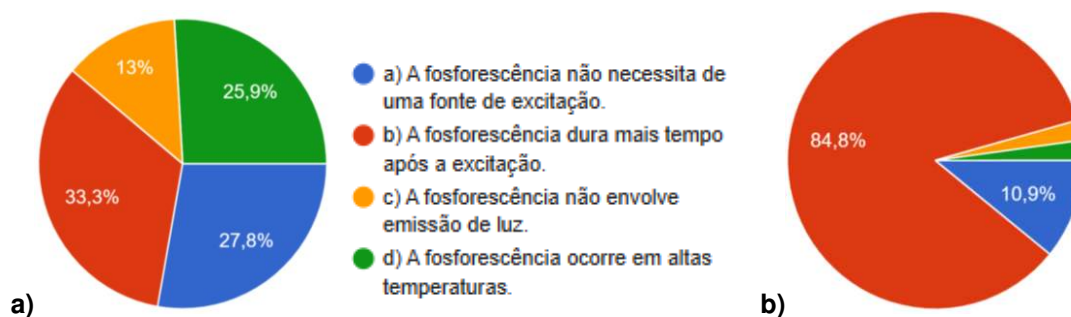 13%
25,9%
33,3%
27,8%
a) A fosforescência não necessita de
uma fonte de excitação.
b) A fosforescência dura mais tempo
após a excitação.
c) A fosforescência não envolve
emissão de luz.
d) A fosforescência ocorre em altas
temperaturas.
a)
84,8%
10,9%
b)